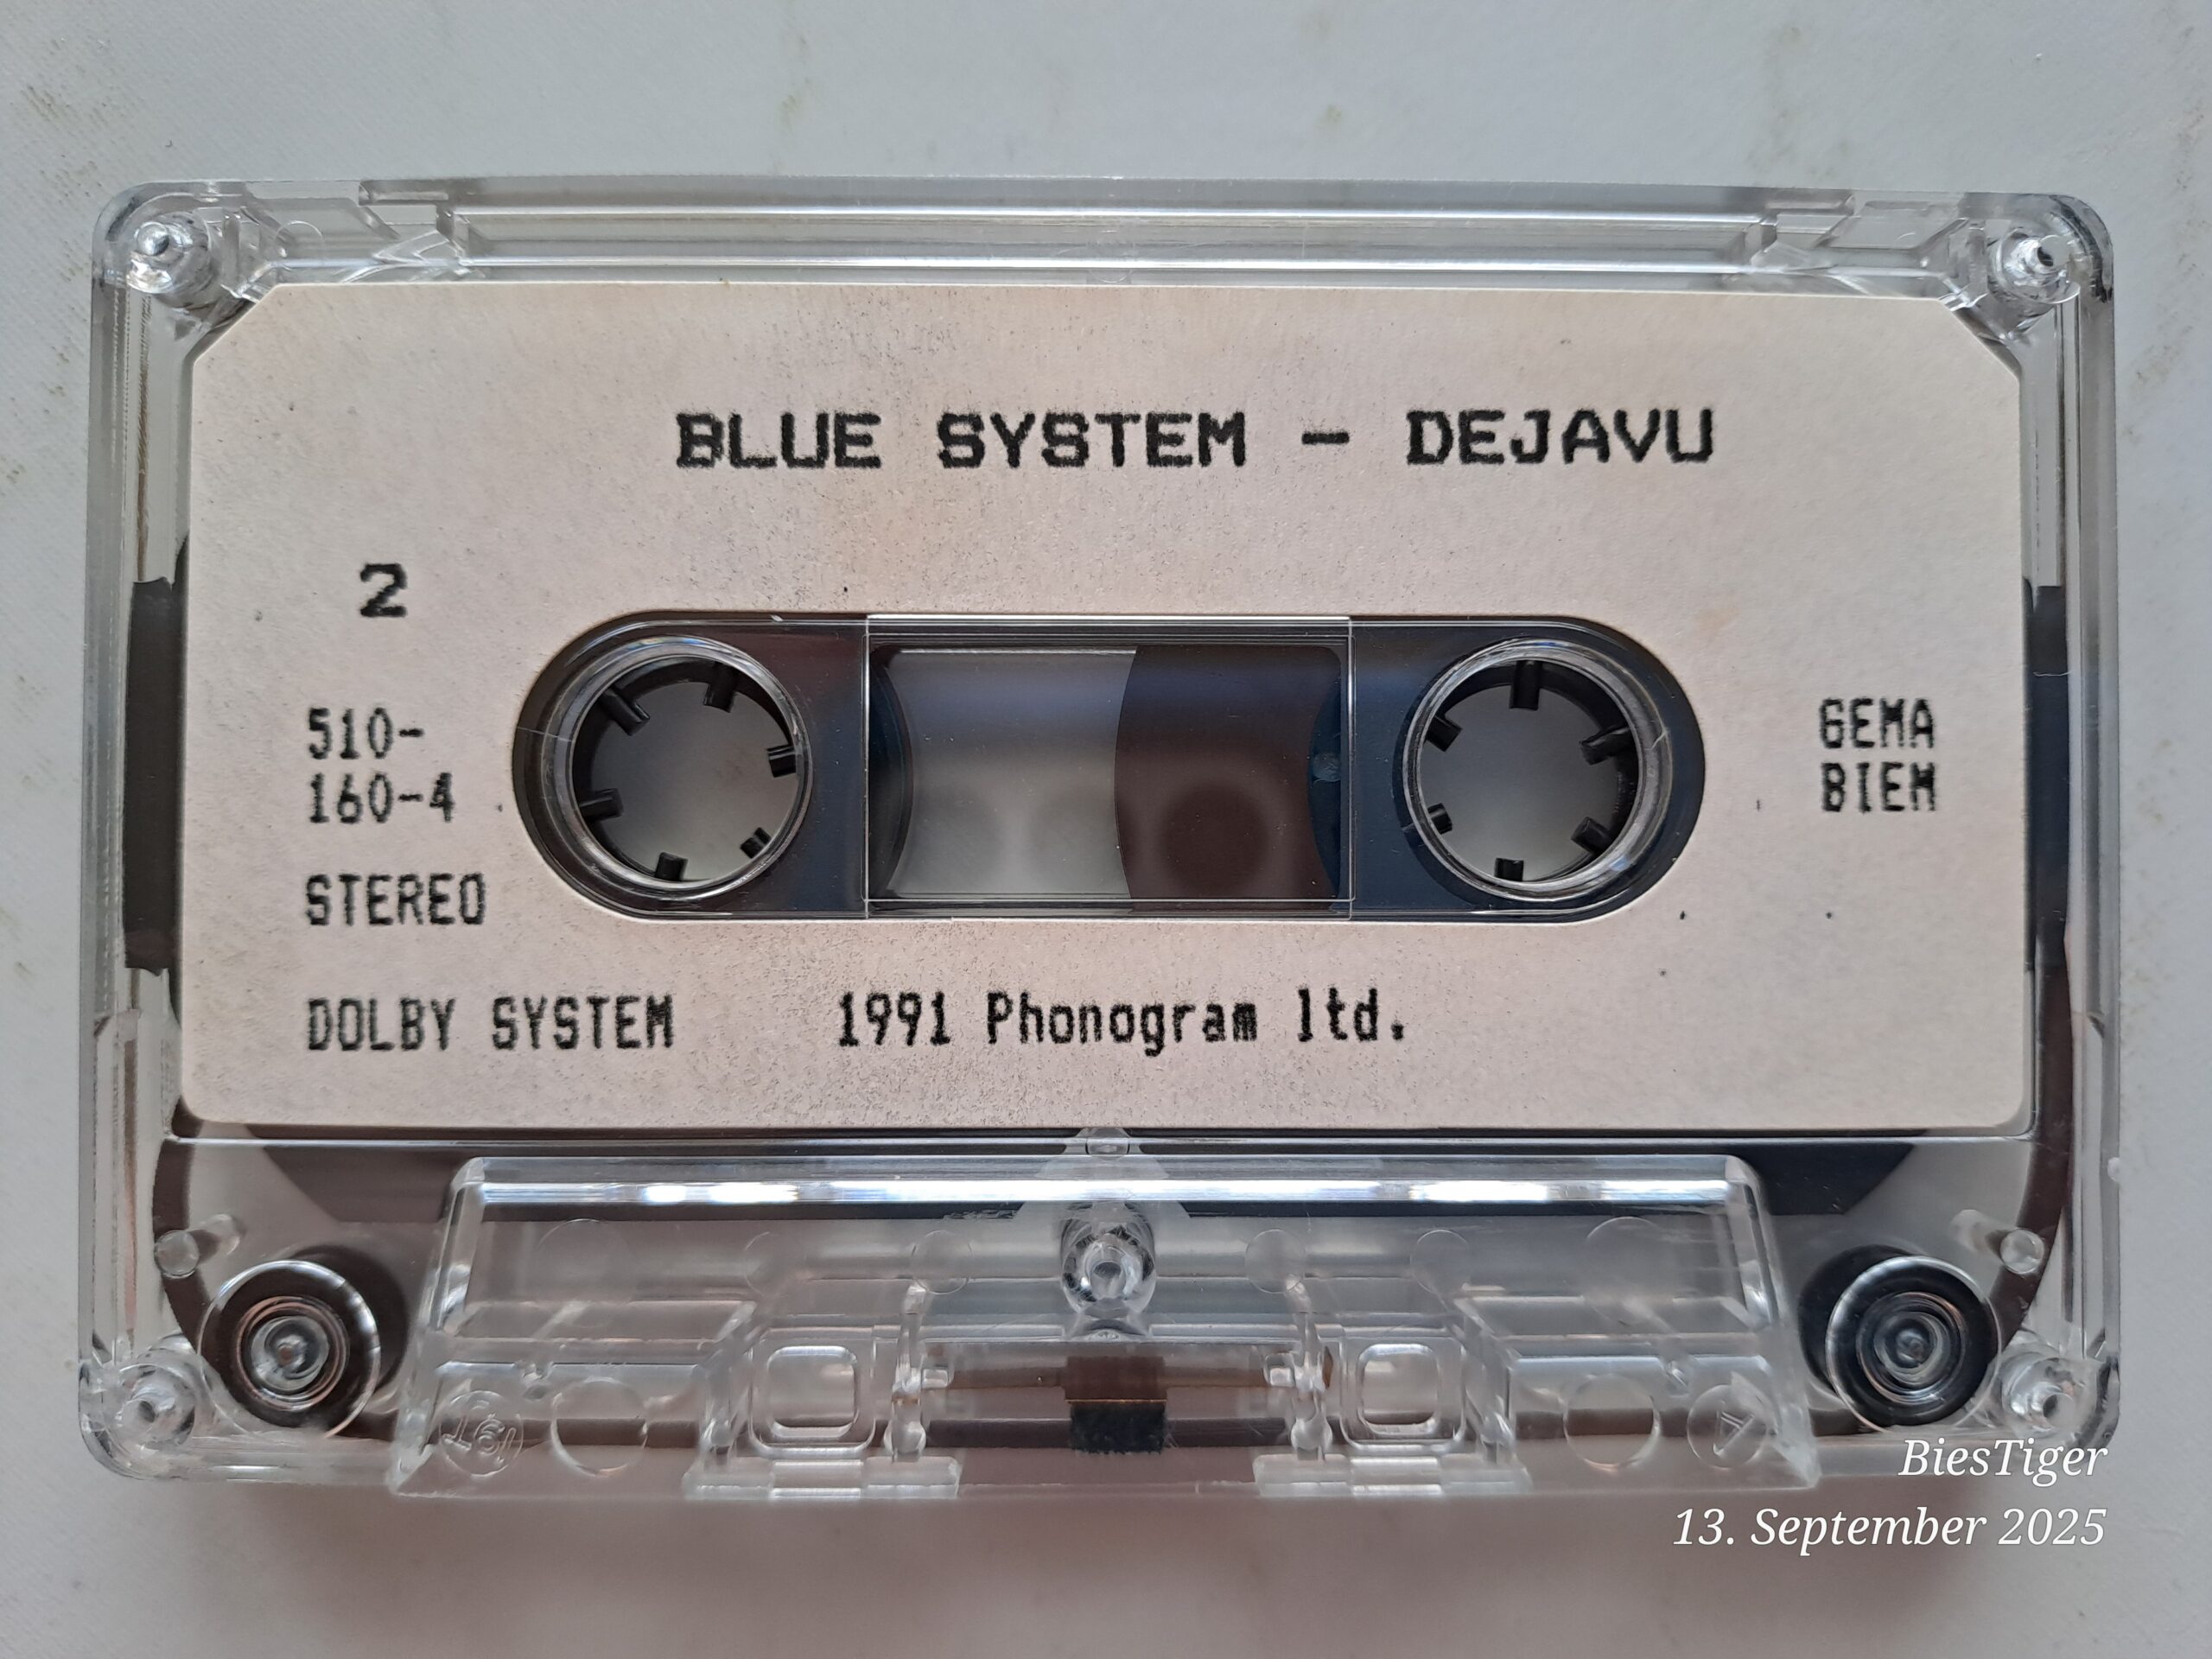 BLUE SYSTEM - DEJAVU
2
510-
160-4
GEMA
BIEM
STEREO
DOLBY SYSTEM
1991 Phonogram ltd.
BiesTiger
13. September 2025